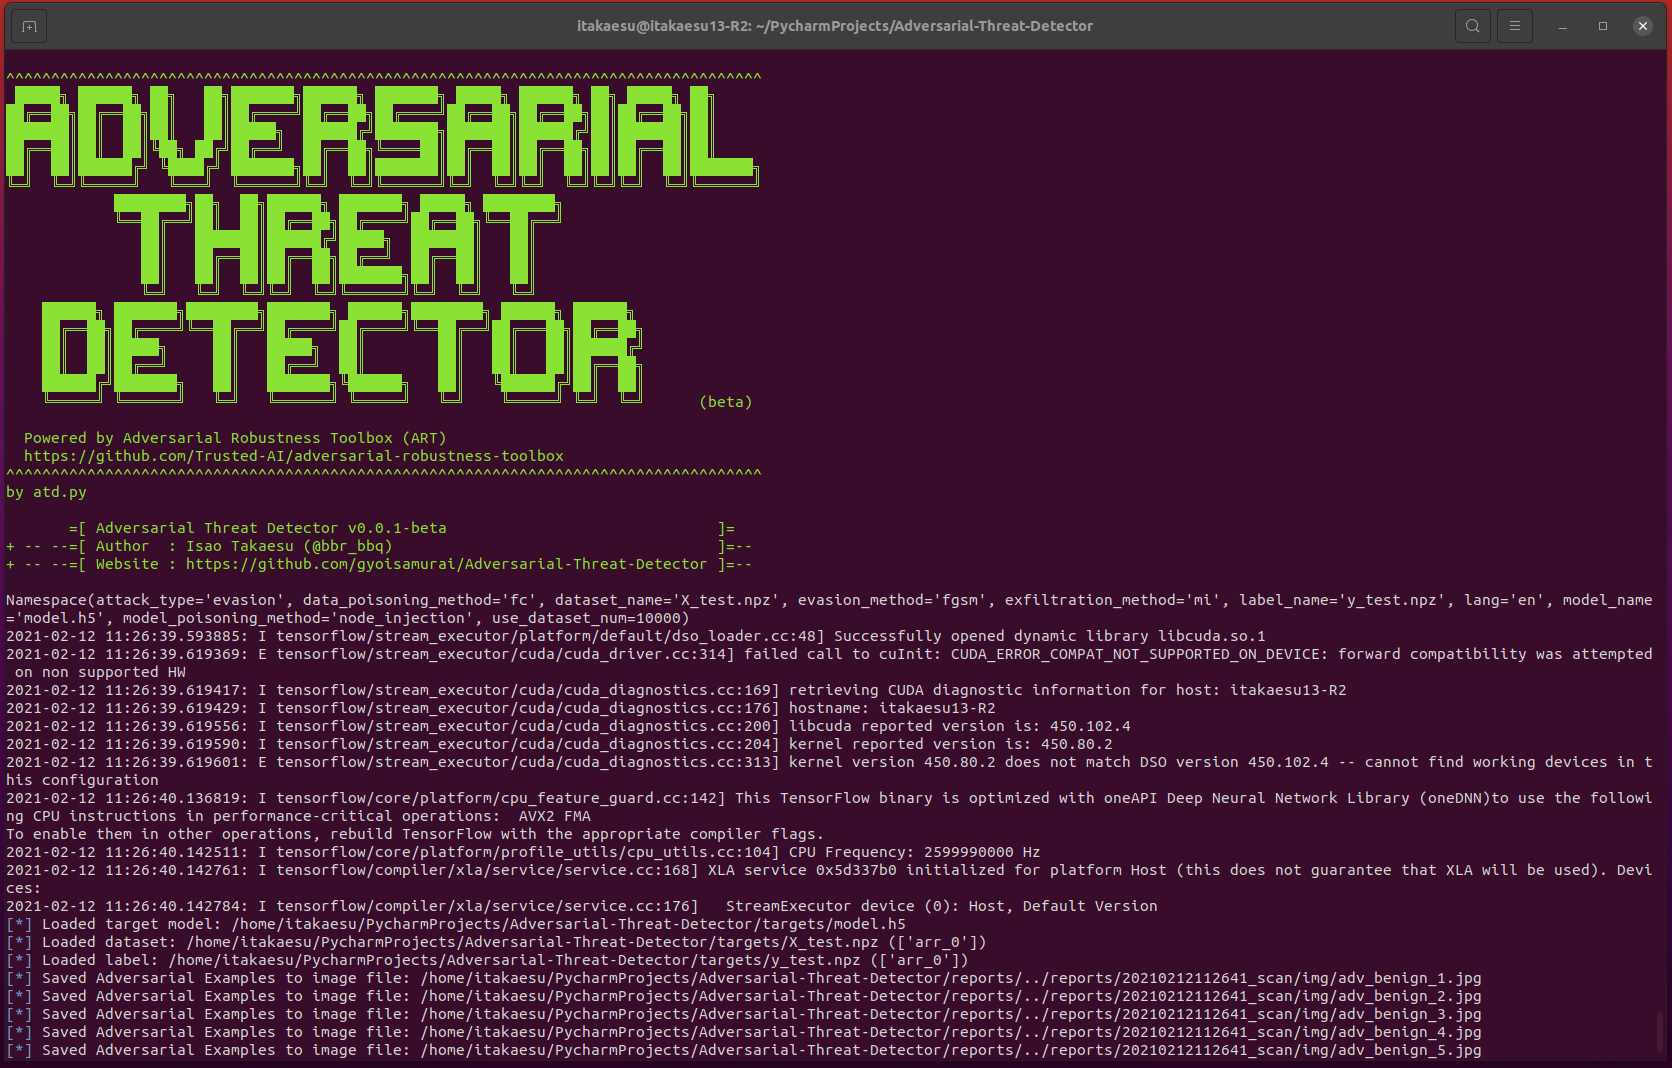 itakaesu@itakaesu13-R2: ~/PycharmProjects/Adversarial-Threat-Detector
^^^^^^^^^^^^^^^^^^^^^^^^^^^^^^^^^^^^^^^^^^^^^^^^^^^^^^^^^^^^^^^^^^^^^^^^^^^^^^^^^^^^
ADVERSARIAL
THREAT
DETECTOR
(beta)
Powered by Adversarial Robustness Toolbox (ART)
https://github.com/Trusted-AI/adversarial-robustness-toolbox
^^^^^^^^^^^^^^^^^^^^^^^^^^^^^^^^^^^^^^^^^^^^^^^^^^^^^^^^^^^^^^^^^^^^^^^^^^^^^^^^^^^^
by atd.py
=[ Adversarial Threat Detector v0.0.1-beta ]=
+ -- --=[ Author  : Isao Takaesu (@bbr_bbq) ]=--
+ -- --=[ Website : https://github.com/gyoisamurai/Adversarial-Threat-Detector ]=--
Namespace(attack_type='evasion', data_poisoning_method='fc', dataset_name='X_test.npz', evasion_method='fgsm', exfiltration_method='mi', label_name='y_test.npz', lang='en', model_name
='model.h5', model_poisoning_method='node_injection', use_dataset_num=10000)
2021-02-12 11:26:39.593885: I tensorflow/stream_executor/platform/default/dso_loader.cc:48] Successfully opened dynamic library libcuda.so.1
2021-02-12 11:26:39.619369: E tensorflow/stream_executor/cuda/cuda_driver.cc:314] failed call to cuInit: CUDA_ERROR_COMPAT_NOT_SUPPORTED_ON_DEVICE: forward compatibility was attempted
on non supported HW
2021-02-12 11:26:39.619417: I tensorflow/stream_executor/cuda/cuda_diagnostics.cc:169] retrieving CUDA diagnostic information for host: itakaesu13-R2
2021-02-12 11:26:39.619429: I tensorflow/stream_executor/cuda/cuda_diagnostics.cc:176] hostname: itakaesu13-R2
2021-02-12 11:26:39.619556: I tensorflow/stream_executor/cuda/cuda_diagnostics.cc:200] libcuda reported version is: 450.102.4
2021-02-12 11:26:39.619590: I tensorflow/stream_executor/cuda/cuda_diagnostics.cc:204] kernel reported version is: 450.80.2
2021-02-12 11:26:39.619601: E tensorflow/stream_executor/cuda/cuda_diagnostics.cc:313] kernel version 450.80.2 does not match DSO version 450.102.4 -- cannot find working devices in t
his configuration
2021-02-12 11:26:40.136819: I tensorflow/core/platform/cpu_feature_guard.cc:142] This TensorFlow binary is optimized with oneAPI Deep Neural Network Library (oneDNN)to use the followi
ng CPU instructions in performance-critical operations:  AVX2 FMA
To enable them in other operations, rebuild TensorFlow with the appropriate compiler flags.
2021-02-12 11:26:40.142511: I tensorflow/core/platform/profile_utils/cpu_utils.cc:104] CPU Frequency: 2599990000 Hz
2021-02-12 11:26:40.142761: I tensorflow/compiler/xla/service/service.cc:168] XLA service 0x5d337b0 initialized for platform Host (this does not guarantee that XLA will be used). Devi
ces:
2021-02-12 11:26:40.142784: I tensorflow/compiler/xla/service/service.cc:176]   StreamExecutor device (0): Host, Default Version
[*] Loaded target model: /home/itakaesu/PycharmProjects/Adversarial-Threat-Detector/targets/model.h5
[*] Loaded dataset: /home/itakaesu/PycharmProjects/Adversarial-Threat-Detector/targets/X_test.npz (['arr_0'])
[*] Loaded label: /home/itakaesu/PycharmProjects/Adversarial-Threat-Detector/targets/y_test.npz (['arr_0'])
[*] Saved Adversarial Examples to image file: /home/itakaesu/PycharmProjects/Adversarial-Threat-Detector/reports/../reports/20210212112641_scan/img/adv_benign_1.jpg
[*] Saved Adversarial Examples to image file: /home/itakaesu/PycharmProjects/Adversarial-Threat-Detector/reports/../reports/20210212112641_scan/img/adv_benign_2.jpg
[*] Saved Adversarial Examples to image file: /home/itakaesu/PycharmProjects/Adversarial-Threat-Detector/reports/../reports/20210212112641_scan/img/adv_benign_3.jpg
[*] Saved Adversarial Examples to image file: /home/itakaesu/PycharmProjects/Adversarial-Threat-Detector/reports/../reports/20210212112641_scan/img/adv_benign_4.jpg
[*] Saved Adversarial Examples to image file: /home/itakaesu/PycharmProjects/Adversarial-Threat-Detector/reports/../reports/20210212112641_scan/img/adv_benign_5.jpg